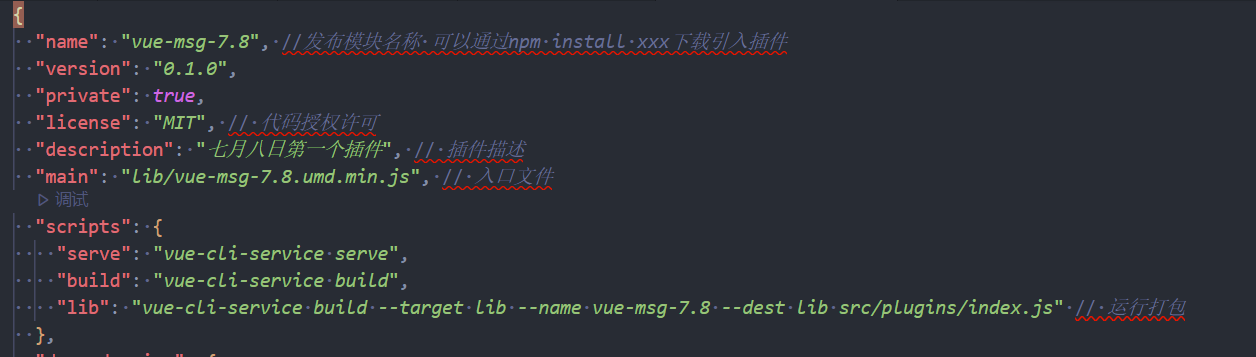 {
"name": "vue-msg-7.8", //发布模块名称 可以通过npm install xxx下载引入插件
"version": "0.1.0",
"private": true,
"license": "MIT", // 代码授权许可
"description": "七月八日第一个插件", // 插件描述
"main": "lib/vue-msg-7.8.umd.min.js", // 入口文件
调试
"scripts": {
"serve": "vue-cli-service serve",
"build": "vue-cli-service build",
"lib": "vue-cli-service build --target lib --name vue-msg-7.8 --dest lib src/plugins/index.js" // 运行打包
},